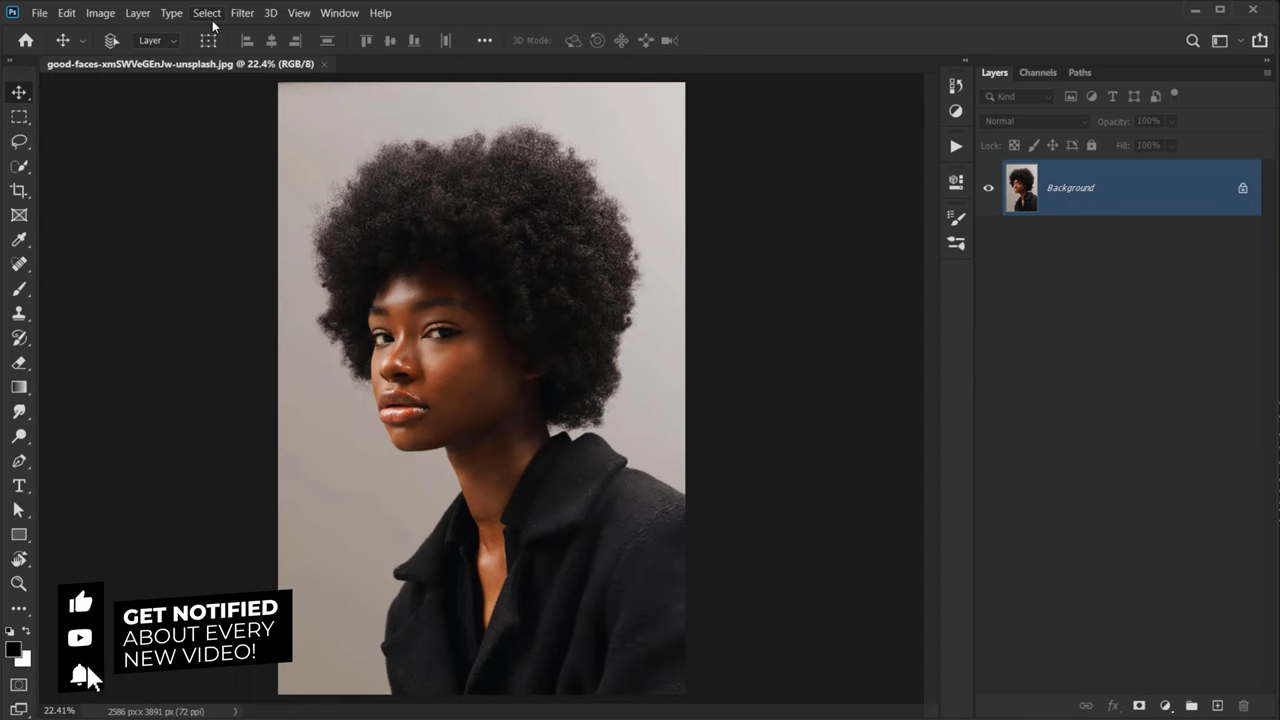 Ps File Edit Image Layer Type Select Filter 3D View Window Help
Layer 3D Mode:
good-faces-xmSWVeGEnJw-unsplash.jpg @ 22.4% (RGB/8)
Layers Channels Paths
Kind
Normal Opacity: 100%
Lock: Fill: 100%
Background
GET NOTIFIED
ABOUT EVERY
NEW VIDEO!
fx
22.41% 2586 px x 3891 px (72 ppi)